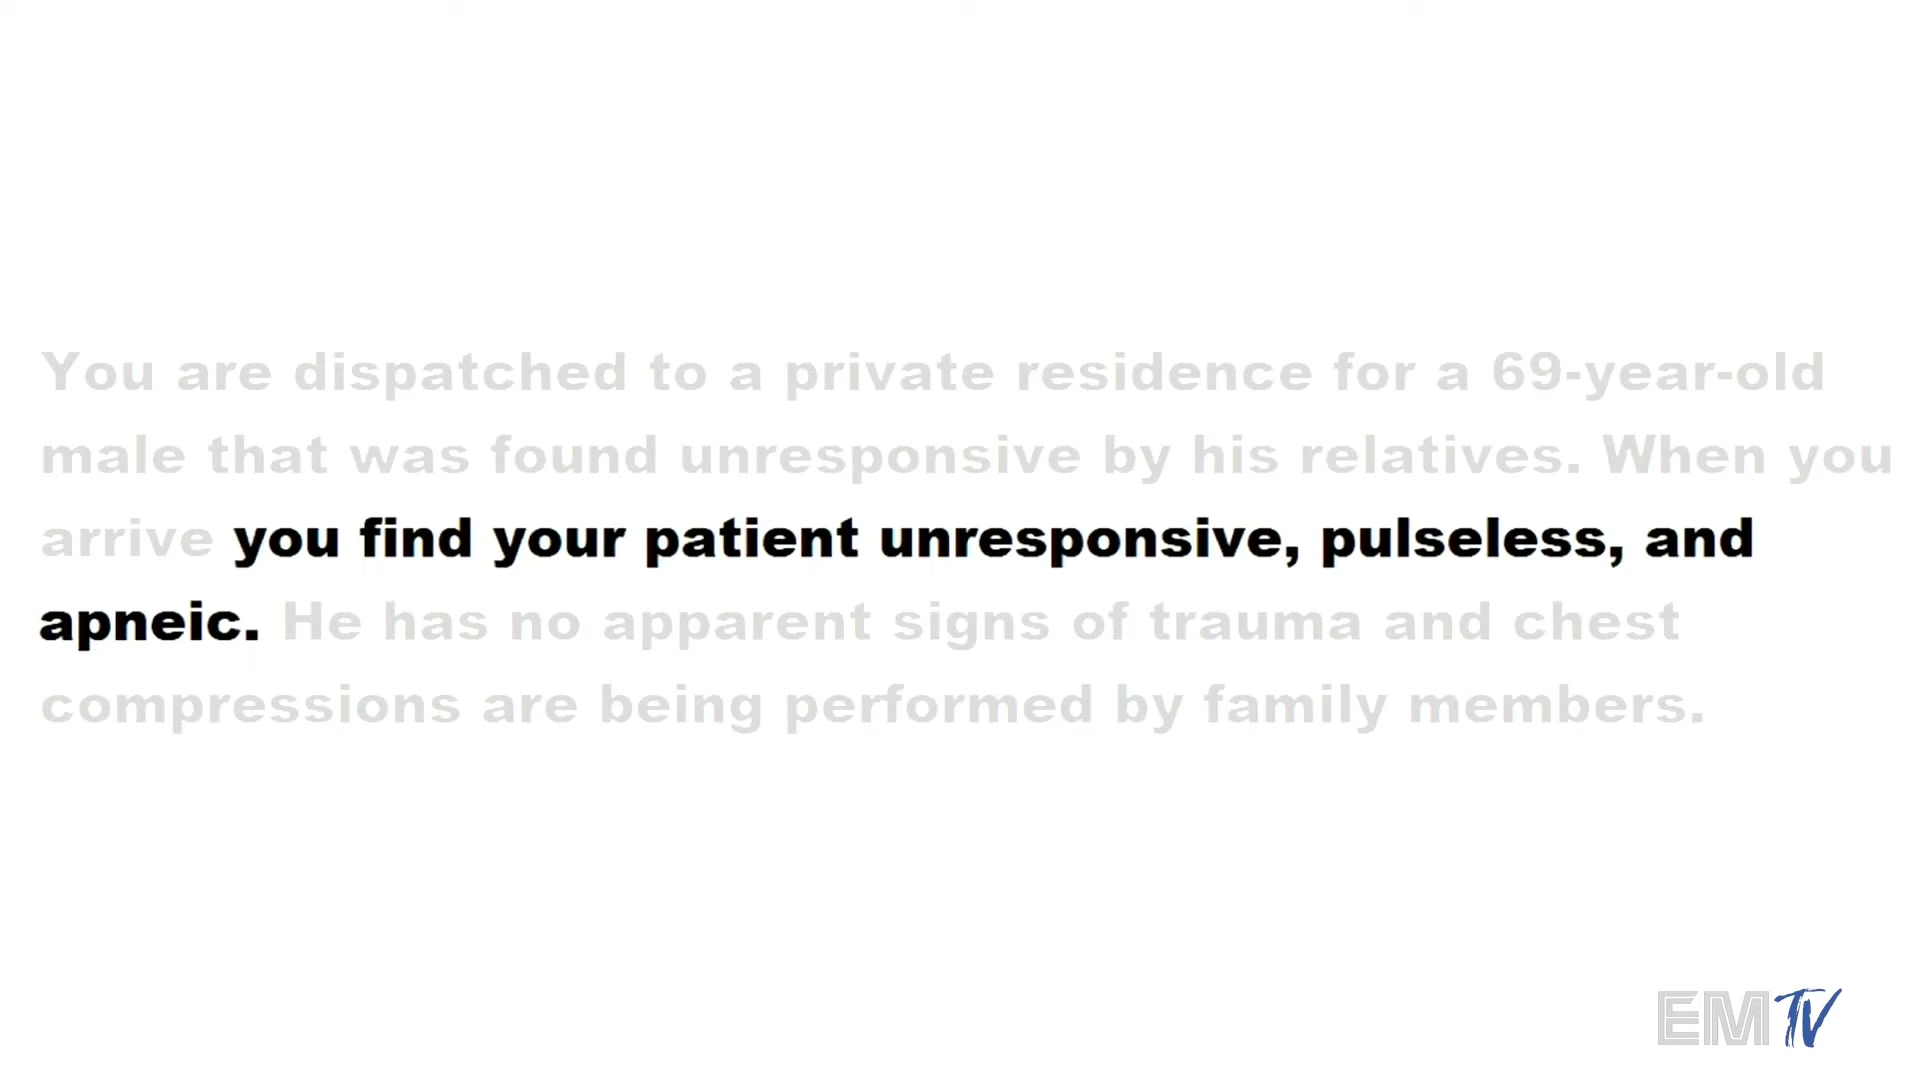 You are dispatched to a private residence for a 69-year-old
male that was found unresponsive by his relatives. When you
arrive you find your patient unresponsive, pulseless, and
apneic. He has no apparent signs of trauma and chest
compressions are being performed by family members.
EMTV